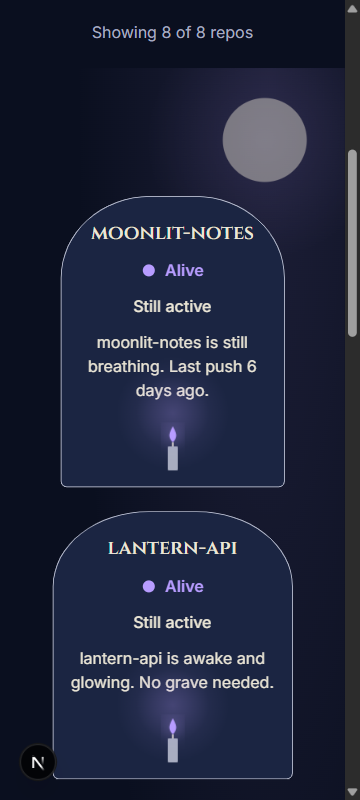 Showing 8 of 8 repos
MOONLIT-NOTES
Alive
Still active
moonlit-notes is still
breathing. Last push 6
days ago.
LANTERN-API
Alive
Still active
lantern-api is awake and
glowing. No grave needed.
N